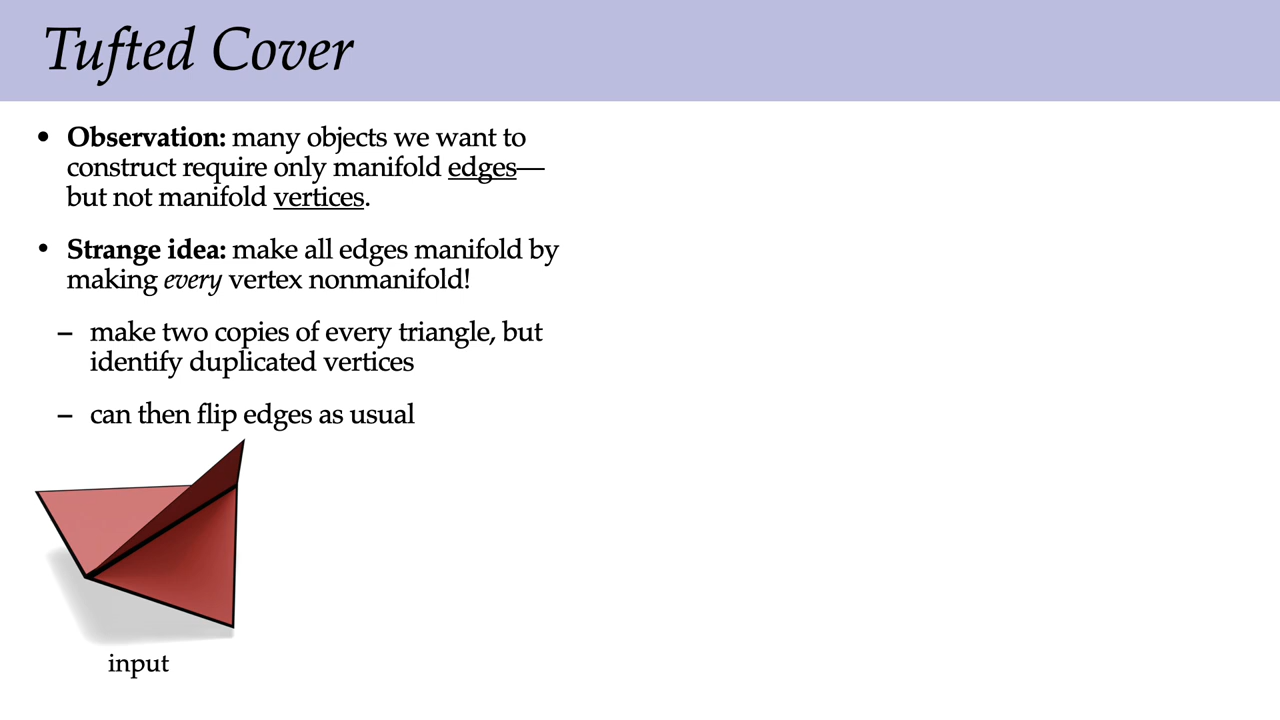 Tufted Cover
• Observation: many objects we want to
construct require only manifold edges—
but not manifold vertices.
• Strange idea: make all edges manifold by
making every vertex nonmanifold!
– make two copies of every triangle, but
identify duplicated vertices
– can then flip edges as usual
input